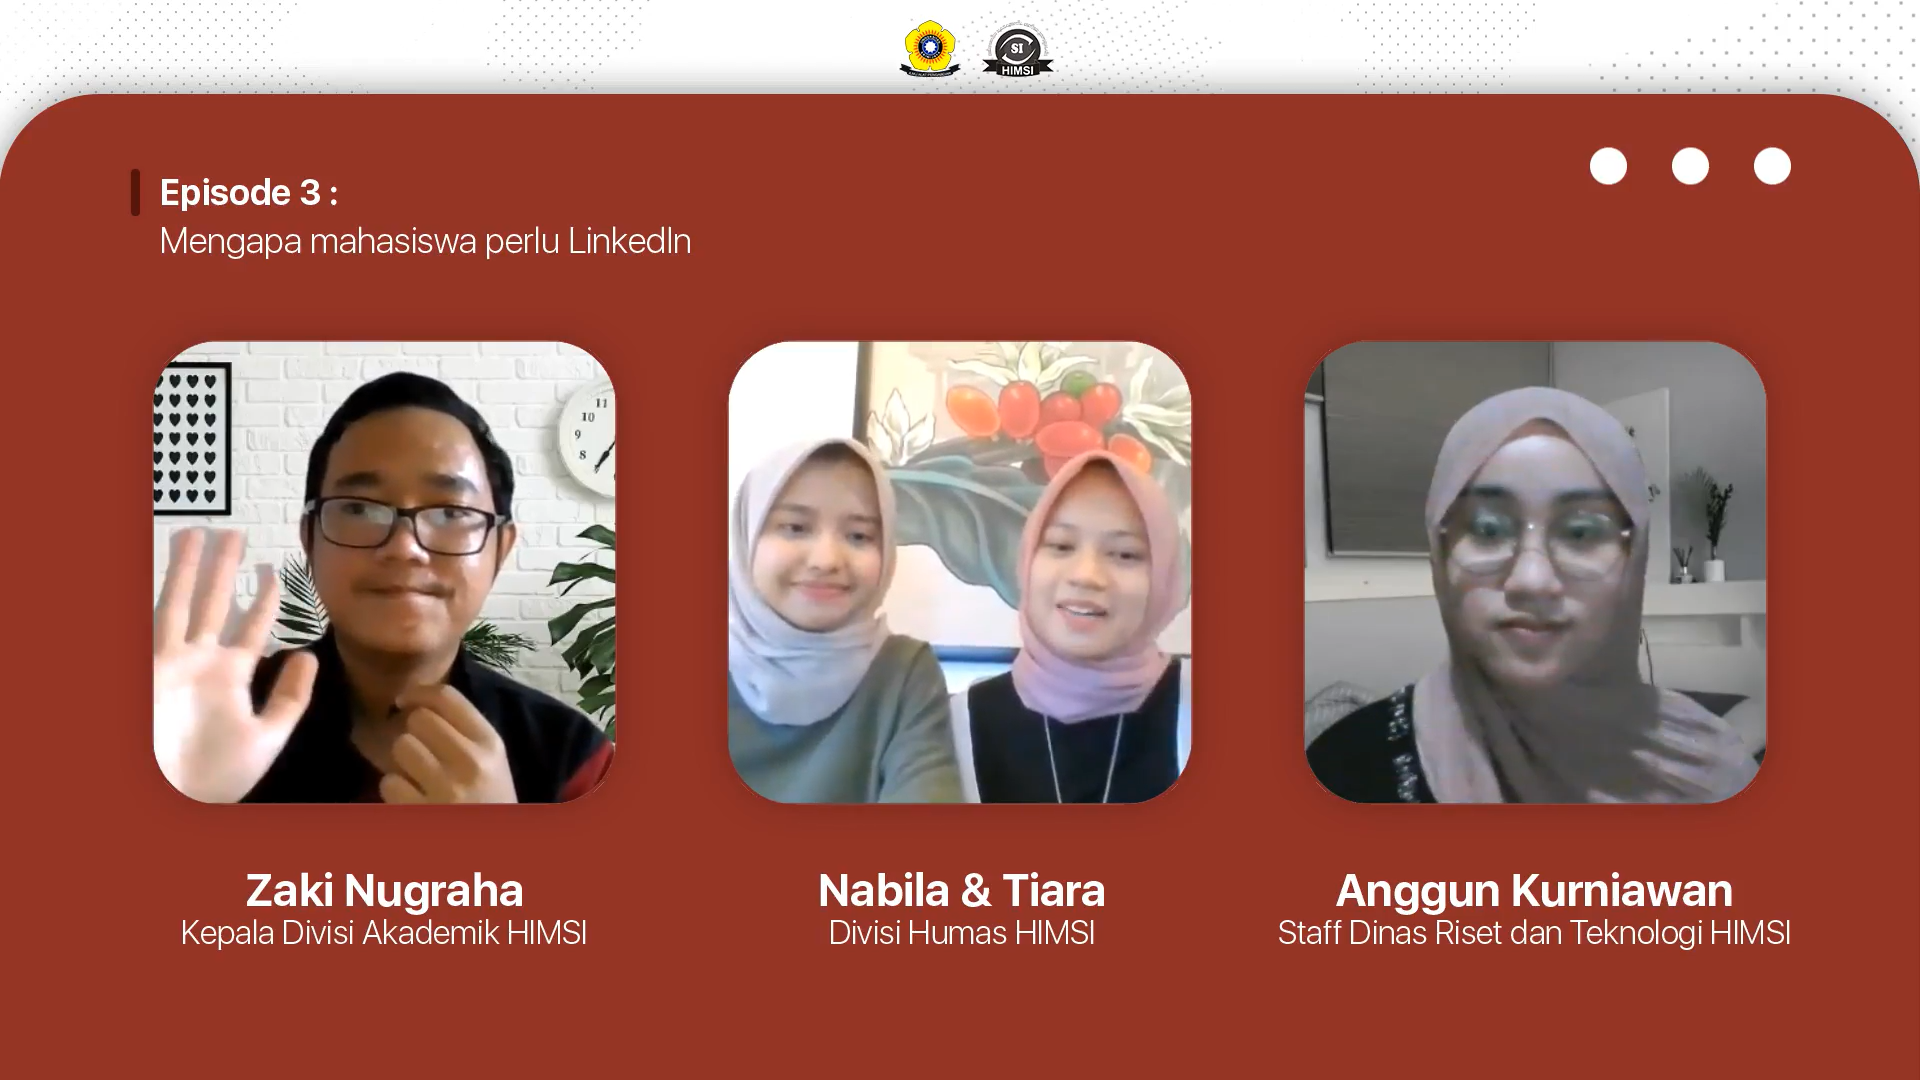 SI
HIMSI
Episode 3 :
Mengapa mahasiswa perlu LinkedIn
11
10
9
8
Zaki Nugraha
Kepala Divisi Akademik HIMSI
Nabila & Tiara
Divisi Humas HIMSI
Anggun Kurniawan
Staff Dinas Riset dan Teknologi HIMSI